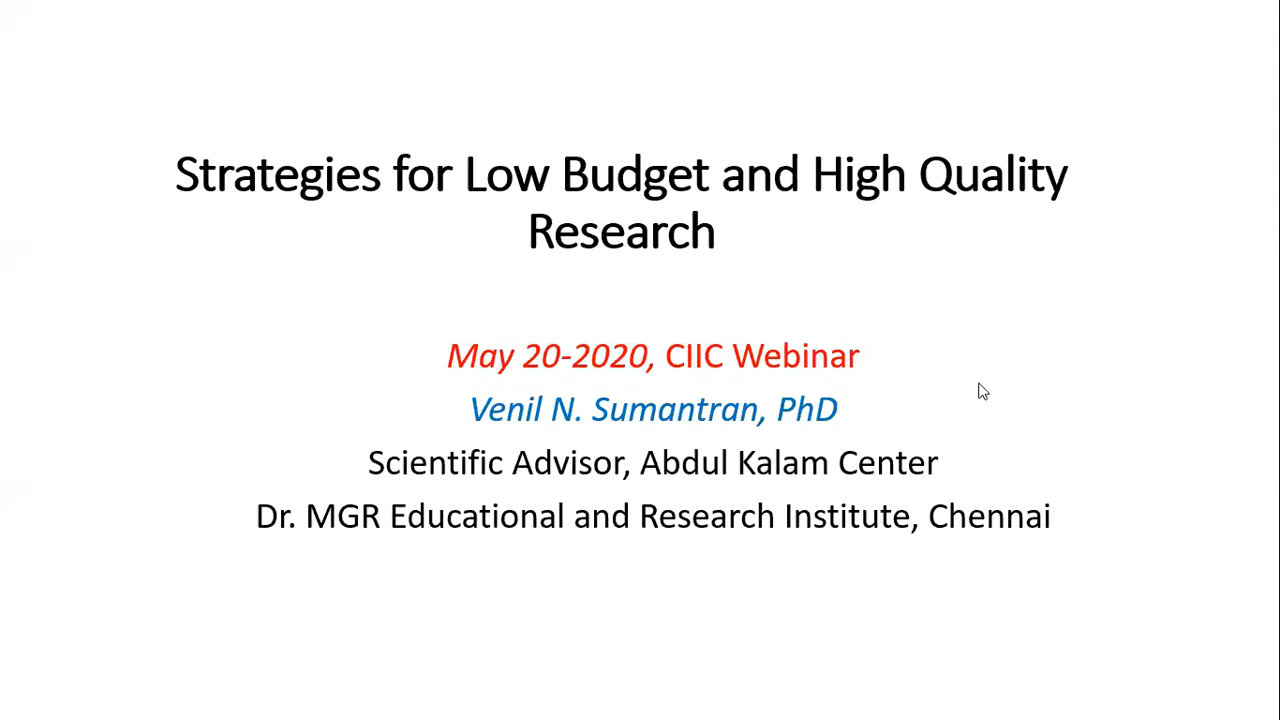 Strategies for Low Budget and High Quality
Research
May 20-2020, CIIC Webinar
Venil N. Sumantran, PhD
Scientific Advisor, Abdul Kalam Center
Dr. MGR Educational and Research Institute, Chennai